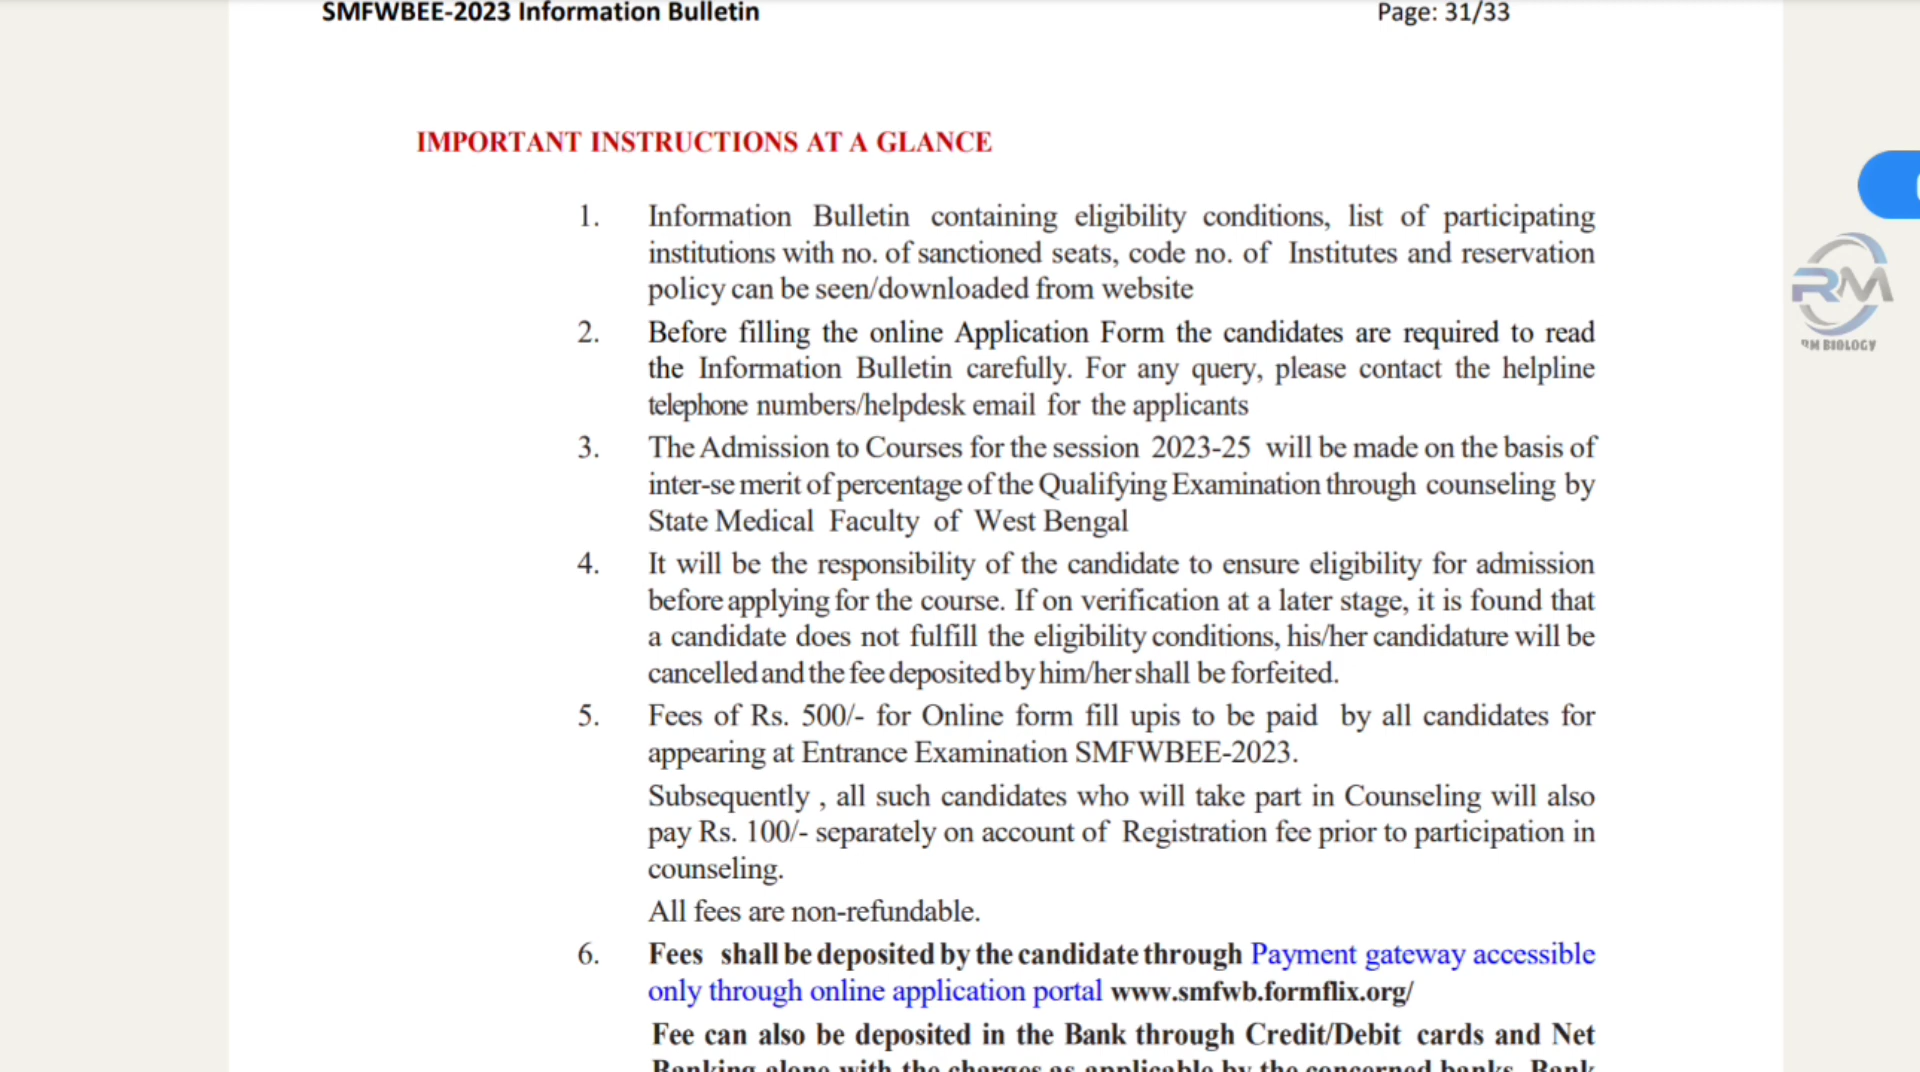 SMFWBEE-2023 Information Bulletin Page: 31/33
IMPORTANT INSTRUCTIONS AT A GLANCE
1. Information Bulletin containing eligibility conditions, list of participating
institutions with no. of sanctioned seats, code no. of Institutes and reservation
policy can be seen/downloaded from website
2. Before filling the online Application Form the candidates are required to read
the Information Bulletin carefully. For any query, please contact the helpline
telephone numbers/helpdesk email for the applicants
3. The Admission to Courses for the session 2023-25 will be made on the basis of
inter-se merit of percentage of the Qualifying Examination through counseling by
State Medical Faculty of West Bengal
4. It will be the responsibility of the candidate to ensure eligibility for admission
before applying for the course. If on verification at a later stage, it is found that
a candidate does not fulfill the eligibility conditions, his/her candidature will be
cancelled and the fee deposited by him/her shall be forfeited.
5. Fees of Rs. 500/- for Online form fill upis to be paid by all candidates for
appearing at Entrance Examination SMFWBEE-2023.
Subsequently , all such candidates who will take part in Counseling will also
pay Rs. 100/- separately on account of Registration fee prior to participation in
counseling.
All fees are non-refundable.
6. Fees shall be deposited by the candidate through Payment gateway accessible
only through online application portal www.smfwb.formflix.org/
Fee can also be deposited in the Bank through Credit/Debit cards and Net
Banking along with the charges as applicable by the concerned banks. Bank
RM
RM BIOLOGY